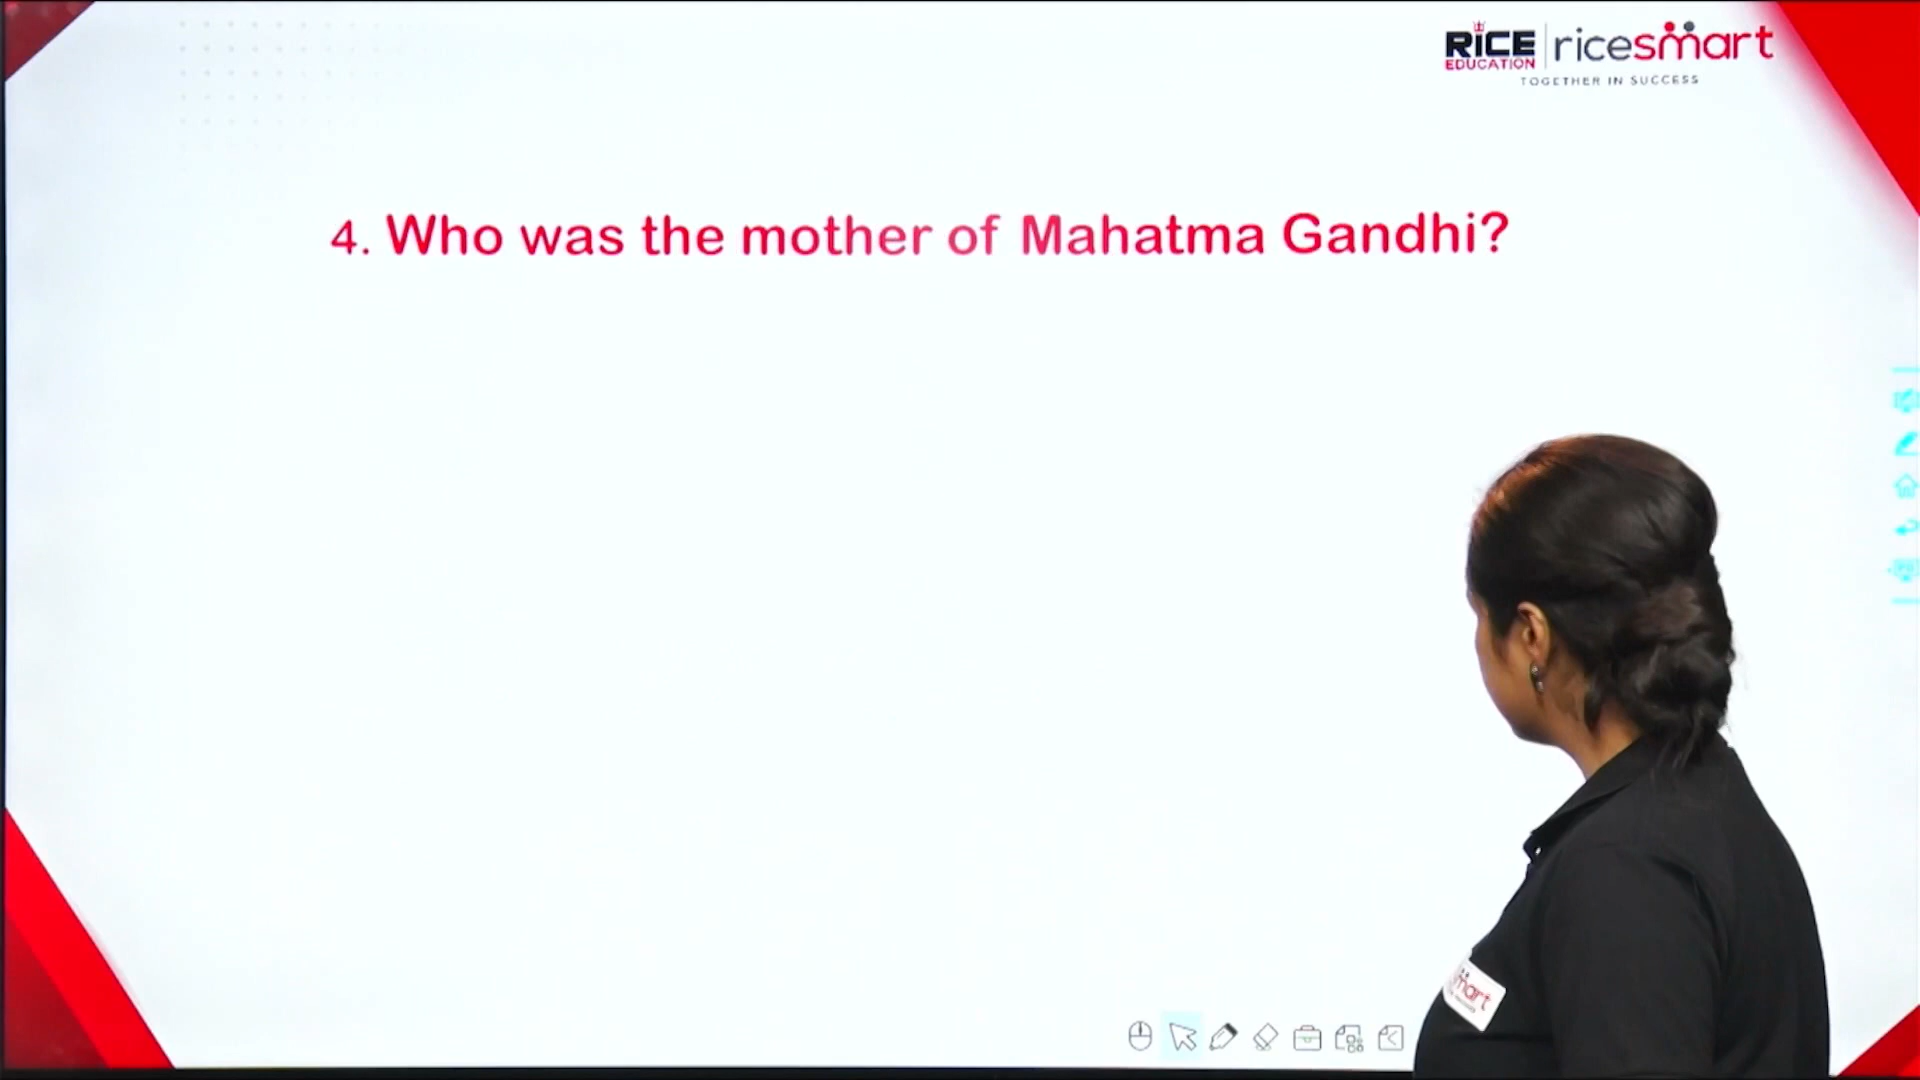 RICE EDUCATION | ricesmart
TOGETHER IN SUCCESS
4. Who was the mother of Mahatma Gandhi?